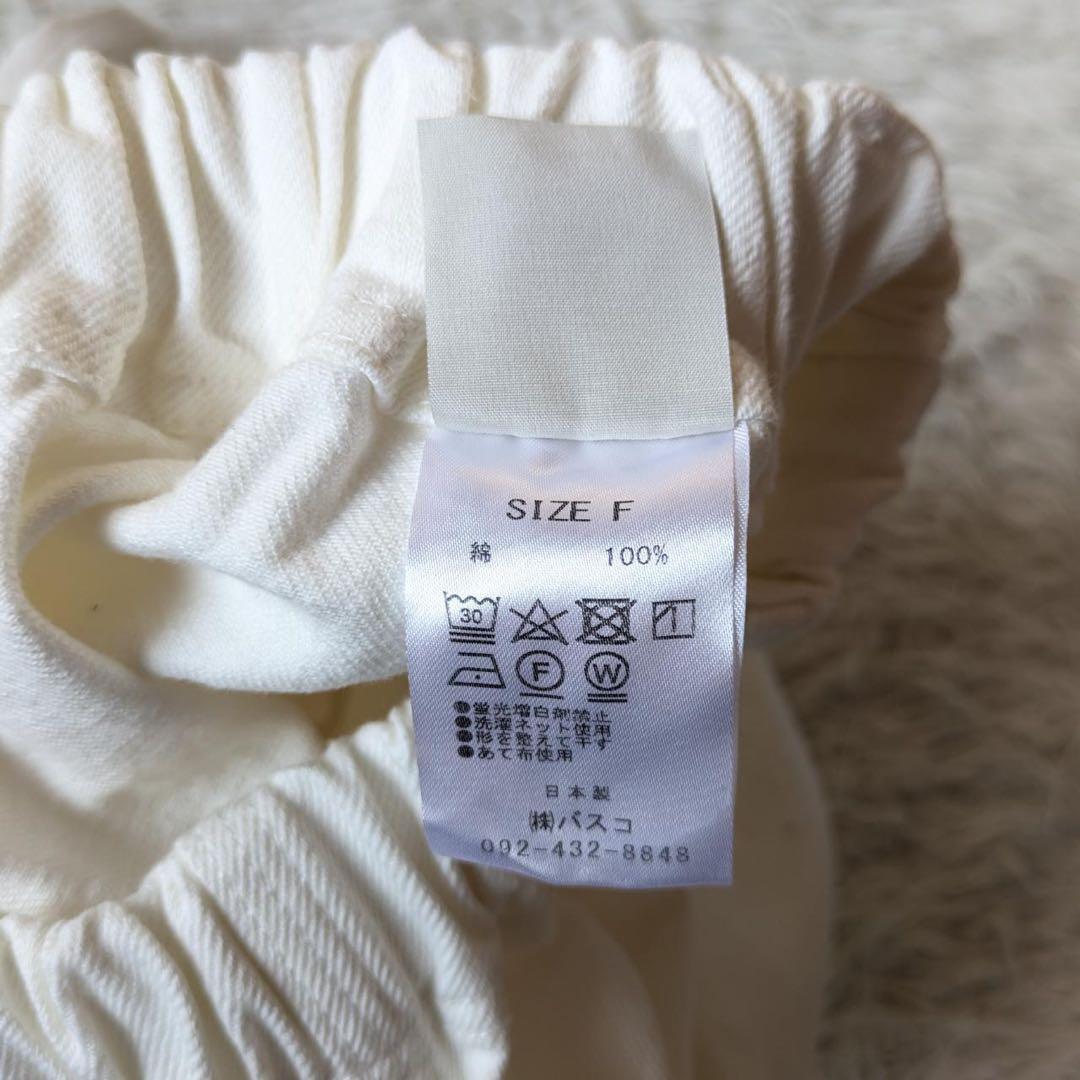 SIZE F
綿 100%
30
F W
蛍光増白剤禁止
洗濯ネット使用
形を整えて干す
あて布使用
日本製
㈱バスコ
092-432-8848